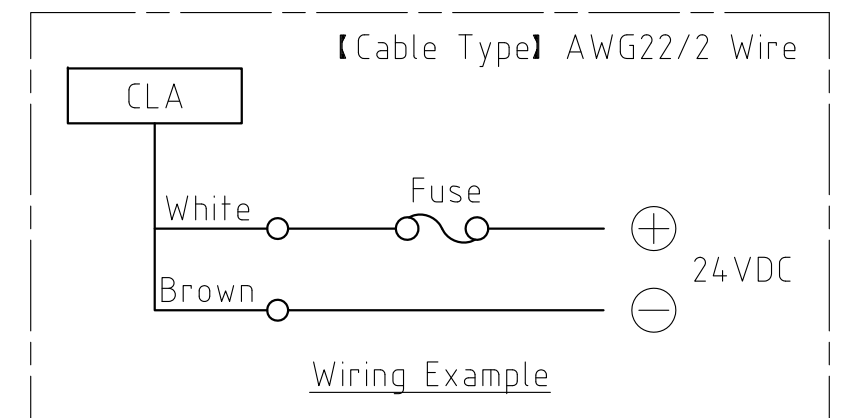 【Cable Type】 AWG22/2 Wire
CLA
Fuse
White
24VDC
Brown
Wiring Example